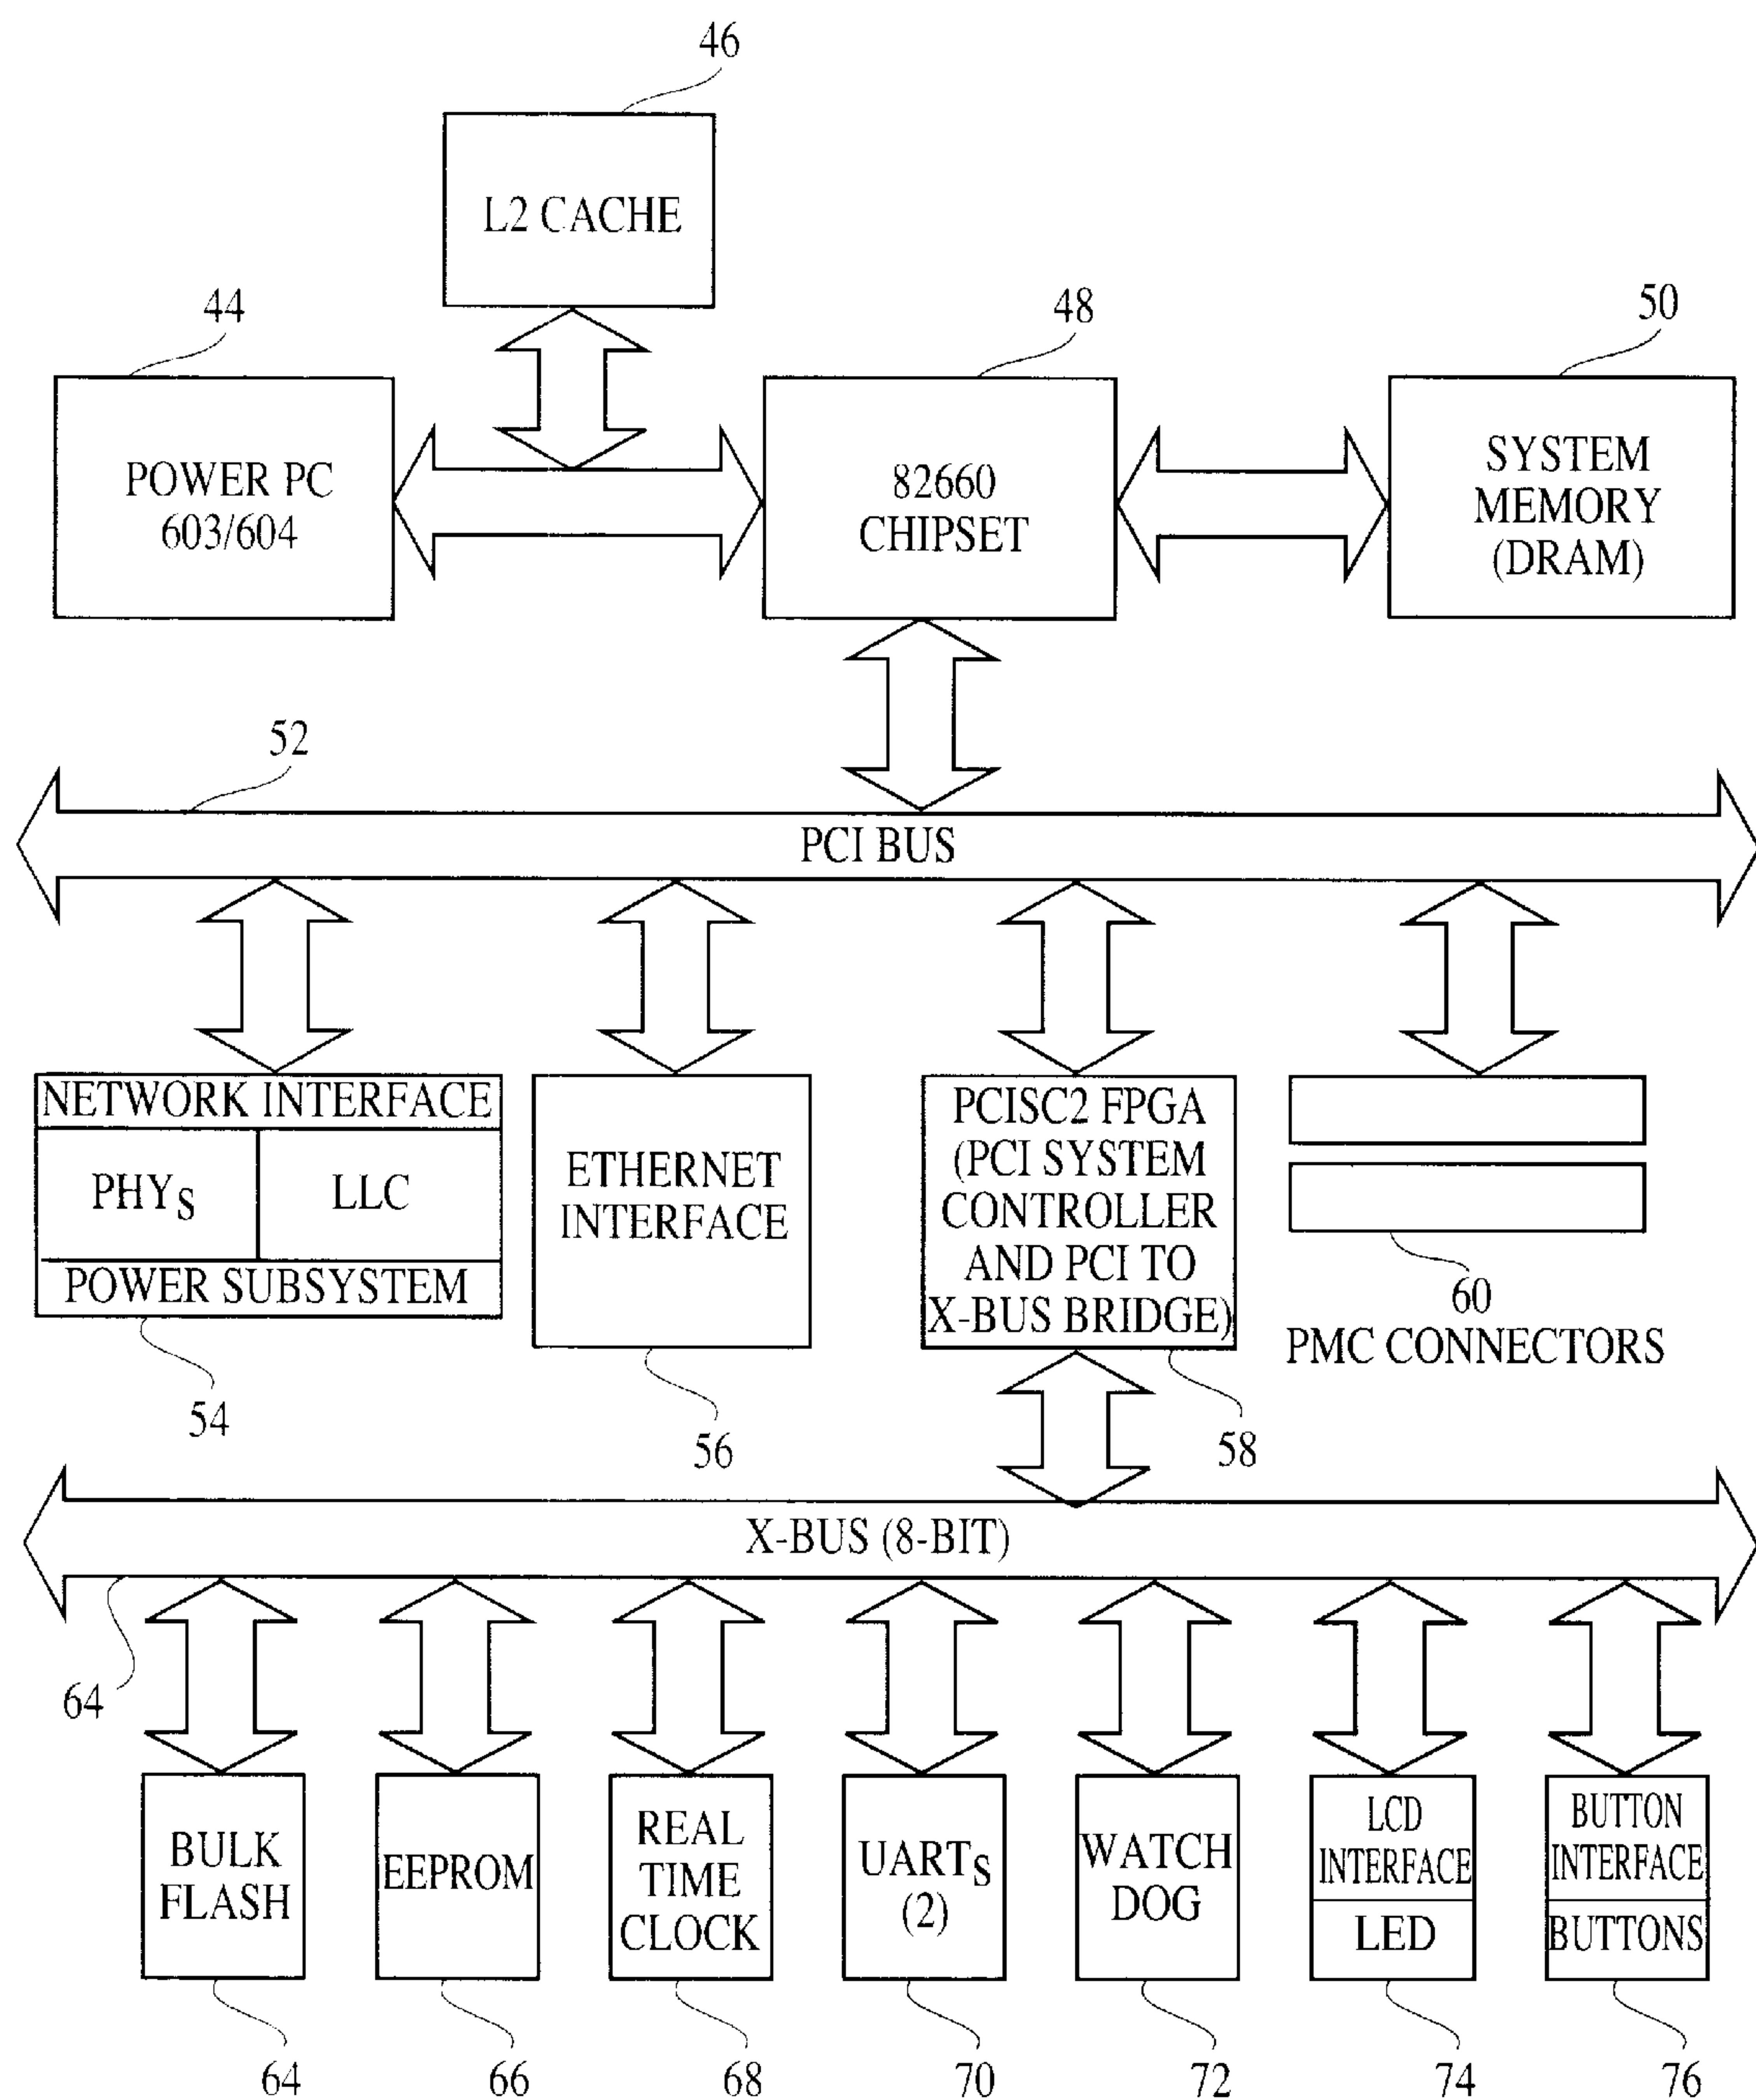 46
L2 CACHE
44
48
50
POWER PC
603/604
82660
CHIPSET
SYSTEM
MEMORY
(DRAM)
52
PCI BUS
NETWORK INTERFACE
PHYS
LLC
POWER SUBSYSTEM
54
ETHERNET
INTERFACE
56
PCISC2 FPGA
(PCI SYSTEM
CONTROLLER
AND PCI TO
X-BUS BRIDGE)
58
60
PMC CONNECTORS
X-BUS (8-BIT)
64
BULK
FLASH
EEPROM
REAL
TIME
CLOCK
UARTS
(2)
WATCH
DOG
LCD
INTERFACE
LED
BUTTON
INTERFACE
BUTTONS
64
66
68
70
72
74
76